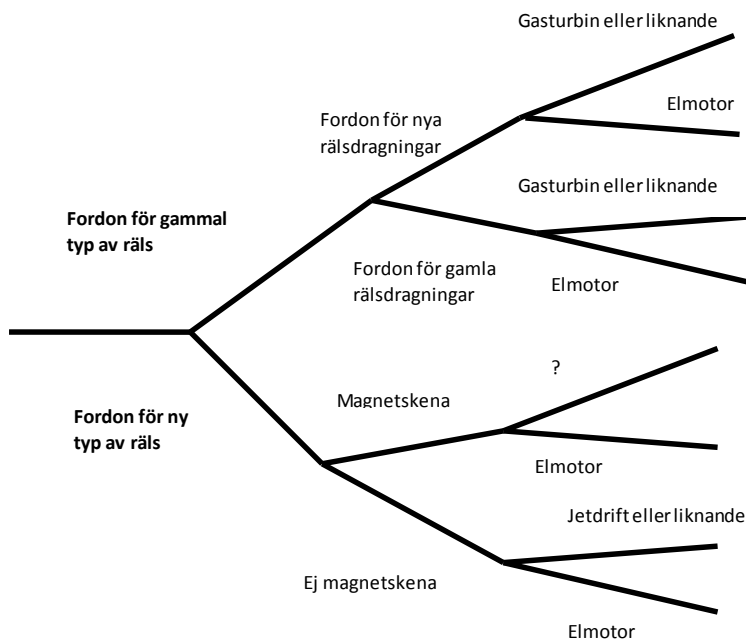 Gasturbin eller liknande
Elmotor
Fordon för nya
rälsdragningar
Gasturbin eller liknande
Fordon för gammal
typ av räls
Fordon för gamla
rälsdragningar
Elmotor
?
Magnetskena
Fordon för ny
typ av räls
Elmotor
Jetdrift eller liknande
Ej magnetskena
Elmotor